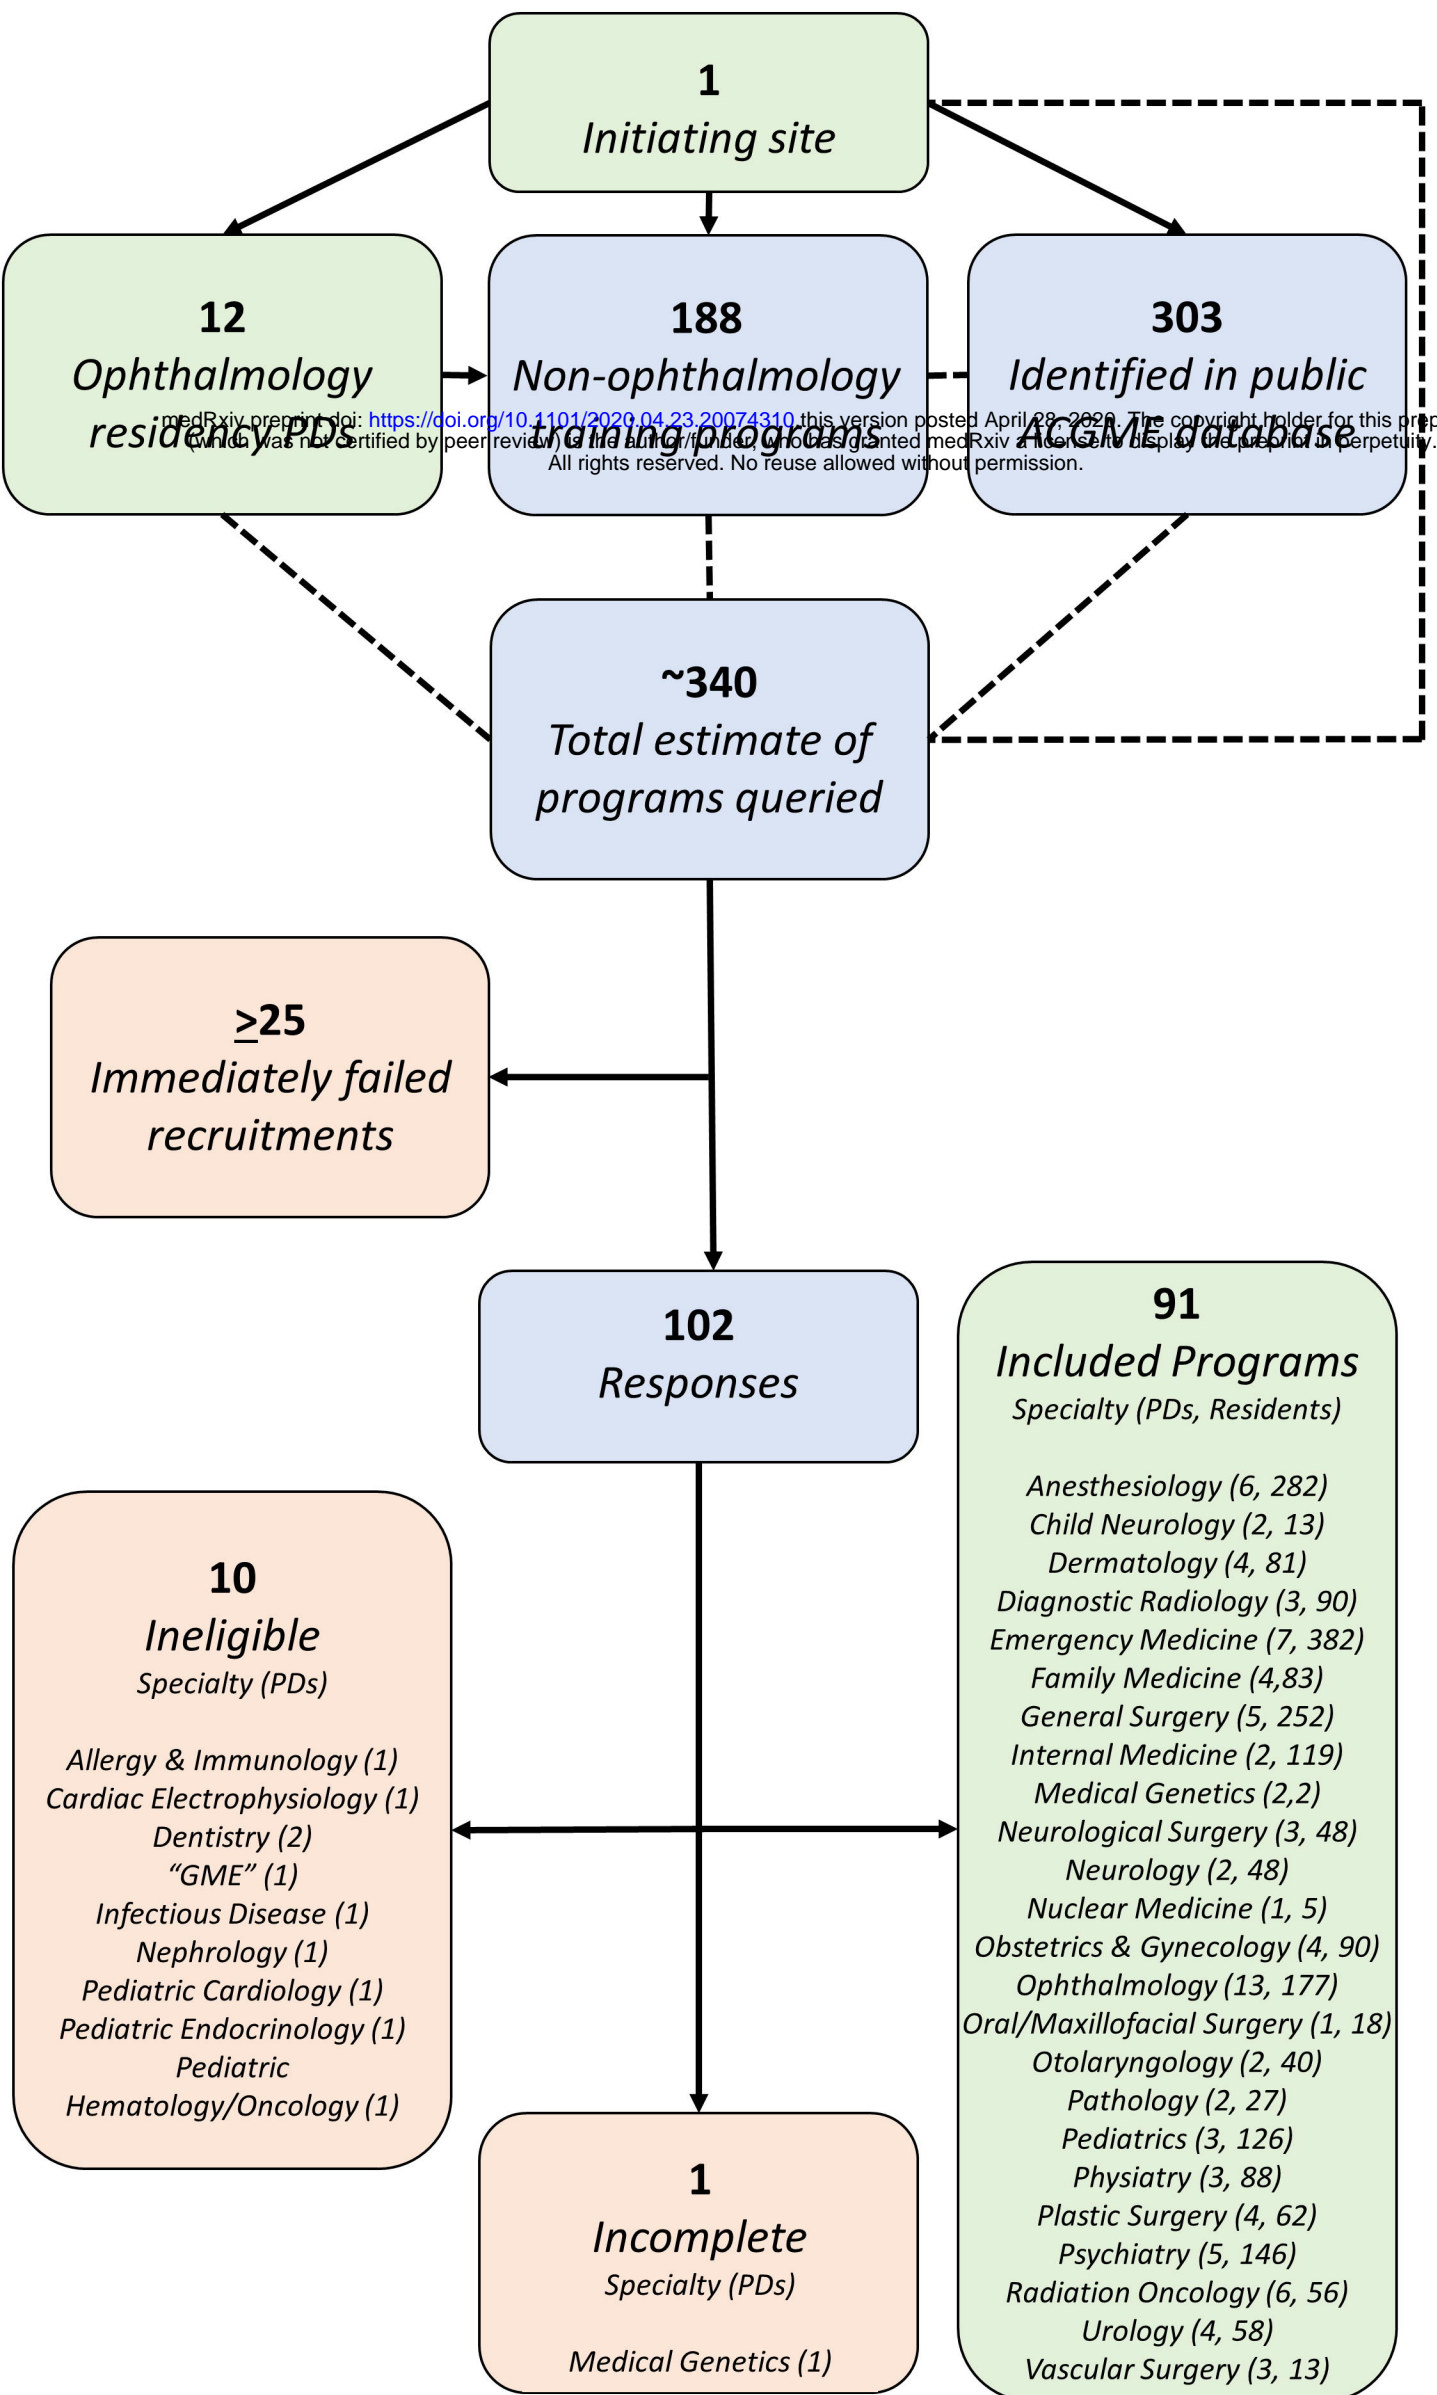 1
Initiating site
12
Ophthalmology
residency PDs
188
Non-ophthalmology
training programs
303
Identified in public
ACGME database
medRxiv preprint doi: https://doi.org/10.1101/2020.04.23.20074310 this version posted April 28, 2020. The copyright holder for this prep
(which was not certified by peer review) is the author/funder, who has granted medRxiv a license to display the preprint in perpetuity.
All rights reserved. No reuse allowed without permission.
~340
Total estimate of
programs queried
≥25
Immediately failed
recruitments
102
Responses
10
Ineligible
Specialty (PDs)
Allergy & Immunology (1)
Cardiac Electrophysiology (1)
Dentistry (2)
“GME” (1)
Infectious Disease (1)
Nephrology (1)
Pediatric Cardiology (1)
Pediatric Endocrinology (1)
Pediatric
Hematology/Oncology (1)
1
Incomplete
Specialty (PDs)
Medical Genetics (1)
91
Included Programs
Specialty (PDs, Residents)
Anesthesiology (6, 282)
Child Neurology (2, 13)
Dermatology (4, 81)
Diagnostic Radiology (3, 90)
Emergency Medicine (7, 382)
Family Medicine (4,83)
General Surgery (5, 252)
Internal Medicine (2, 119)
Medical Genetics (2,2)
Neurological Surgery (3, 48)
Neurology (2, 48)
Nuclear Medicine (1, 5)
Obstetrics & Gynecology (4, 90)
Ophthalmology (13, 177)
Oral/Maxillofacial Surgery (1, 18)
Otolaryngology (2, 40)
Pathology (2, 27)
Pediatrics (3, 126)
Physiatry (3, 88)
Plastic Surgery (4, 62)
Psychiatry (5, 146)
Radiation Oncology (6, 56)
Urology (4, 58)
Vascular Surgery (3, 13)